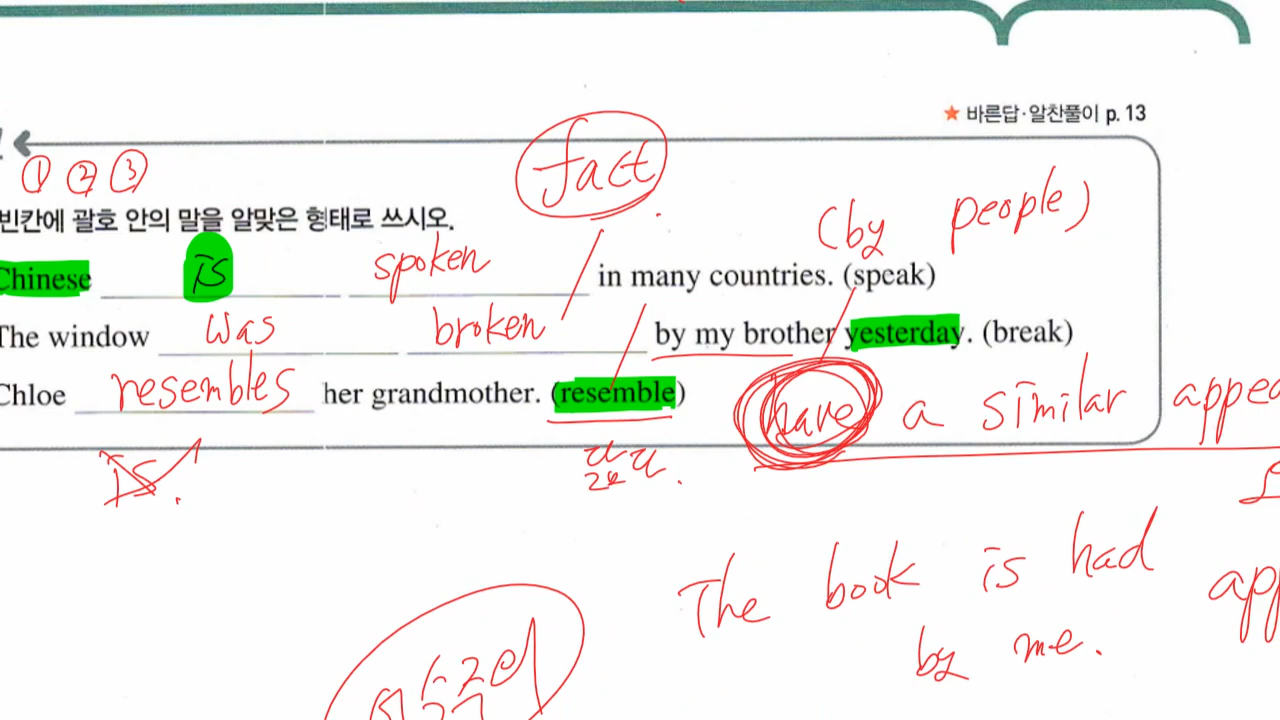 ★ 바른답·알찬풀이 p. 13
① ② ③
fact
빈칸에 괄호 안의 말을 알맞은 형태로 쓰시오.
(by people)
Chinese is spoken in many countries. (speak)
The window was broken by my brother yesterday. (break)
Chloe resembles her grandmother. (resemble)
have a similar
is.
The book is had
by me.